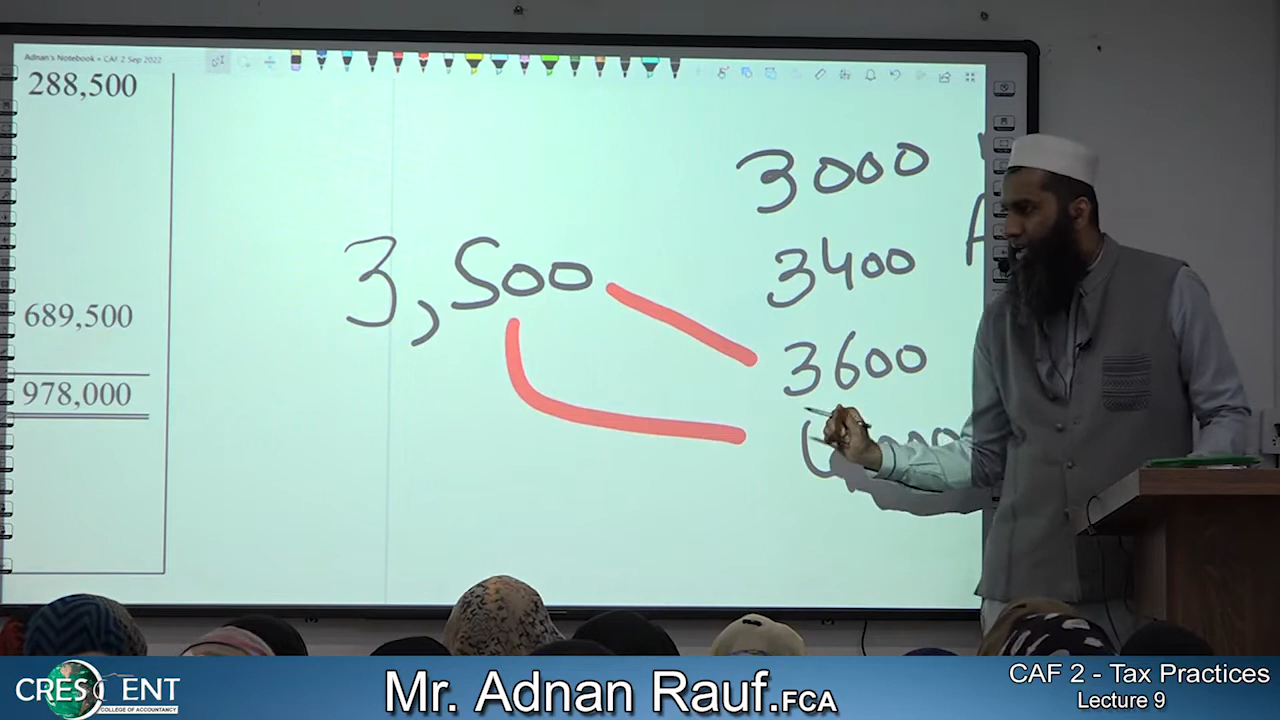 Adnan's Notebook • CAF 2 Sep 2022
288,500
3000
3400
3,500
689,500
3600
978,000
CRESCENT
COLLEGE OF ACCOUNTANCY
Mr. Adnan Rauf.FCA
CAF 2 - Tax Practices
Lecture 9